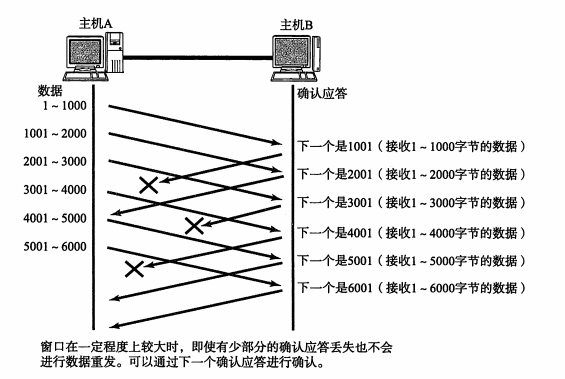 主机A
主机B
数据
确认应答
1～1000
1001～2000
2001～3000
3001～4000
4001～5000
5001～6000
下一个是1001（接收1～1000字节的数据）
下一个是2001（接收1～2000字节的数据）
下一个是3001（接收1～3000字节的数据）
下一个是4001（接收1～4000字节的数据）
下一个是5001（接收1～5000字节的数据）
下一个是6001（接收1～6000字节的数据）
窗口在一定程度上较大时，即使有少部分的确认应答丢失也不会
进行数据重发。可以通过下一个确认应答进行确认。